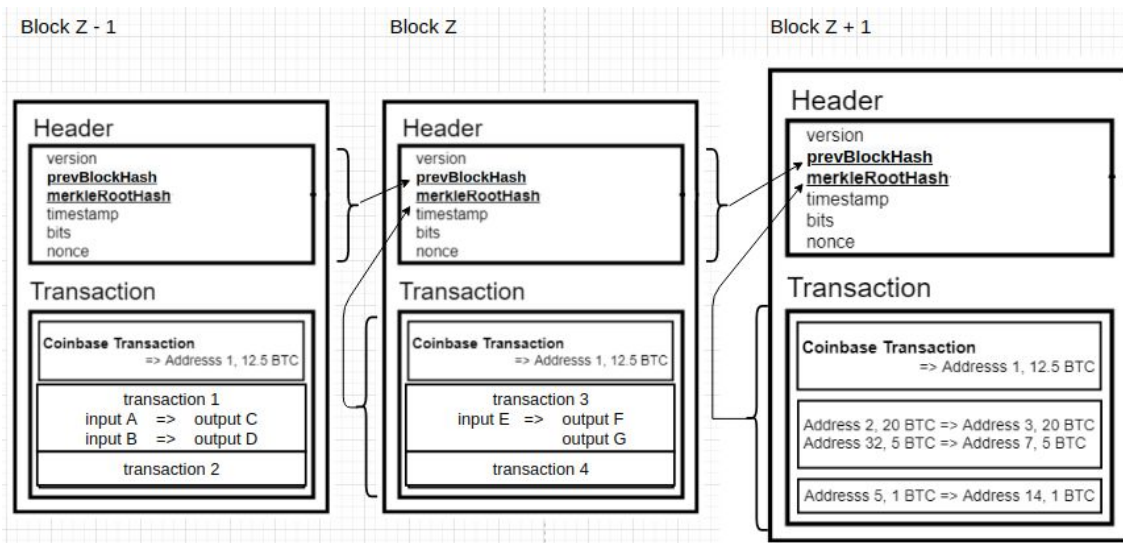 Block Z - 1
Header
version
prevBlockHash
merkleRootHash
timestamp
bits
nonce
Transaction
Coinbase Transaction
=> Addresss 1, 12.5 BTC
transaction 1
input A => output C
input B => output D
transaction 2
Block Z
Header
version
prevBlockHash
merkleRootHash
timestamp
bits
nonce
Transaction
Coinbase Transaction
=> Addresss 1, 12.5 BTC
transaction 3
input E => output F
output G
transaction 4
Block Z + 1
Header
version
prevBlockHash
merkleRootHash
timestamp
bits
nonce
Transaction
Coinbase Transaction
=> Addresss 1, 12.5 BTC
Address 2, 20 BTC => Address 3, 20 BTC
Address 32, 5 BTC => Address 7, 5 BTC
Addresss 5, 1 BTC => Address 14, 1 BTC